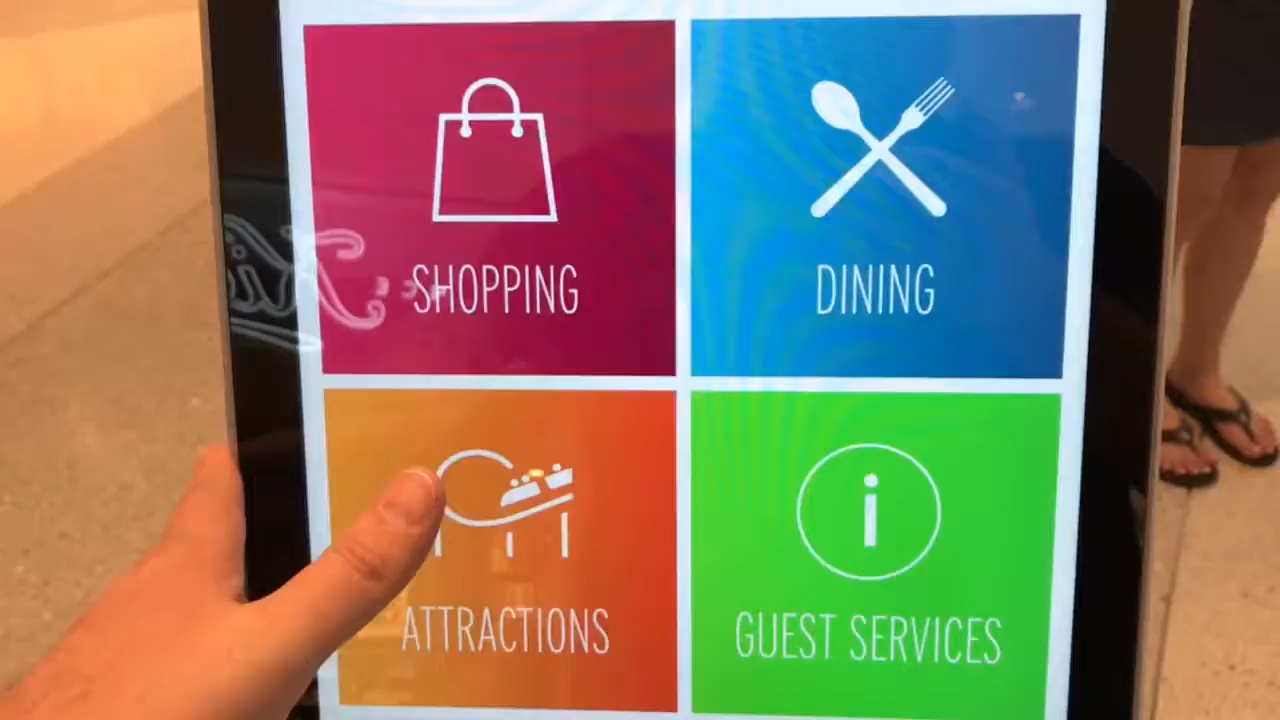 SHOPPING
DINING
ATTRACTIONS
i
GUEST SERVICES